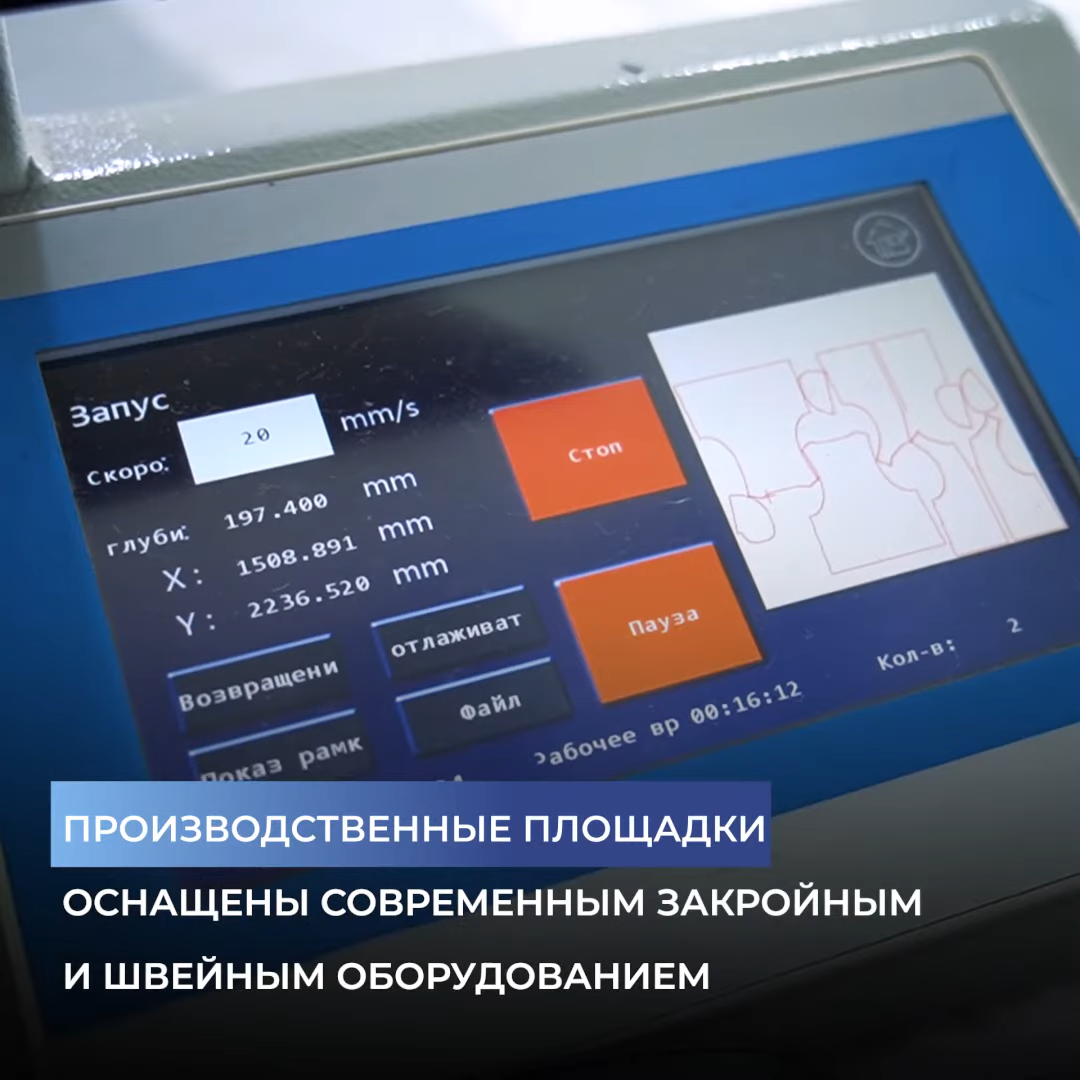 Запус
Скоро:
20
mm/s
глуби:
197.400
mm
X:
1508.891
mm
Y:
2236.520
mm
Стоп
Пауза
Возвращени
отлаживат
Показ рамк
Файл
Рабочее вр 00:16:12
Кол-в:
2
ПРОИЗВОДСТВЕННЫЕ ПЛОЩАДКИ
ОСНАЩЕНЫ СОВРЕМЕННЫМ ЗАКРОЙНЫМ
И ШВЕЙНЫМ ОБОРУДОВАНИЕМ